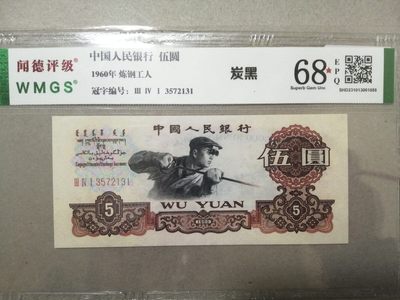 闻德评级®
WMGS®
中国人民银行 伍圆
1960年 炼钢工人
冠字编号: III IV I 3572131
炭黑
68★
EPQ
Superb Gem Unc
中國人民银行
III IV I 3572131
伍圓
5
WU YUAN
1960
5